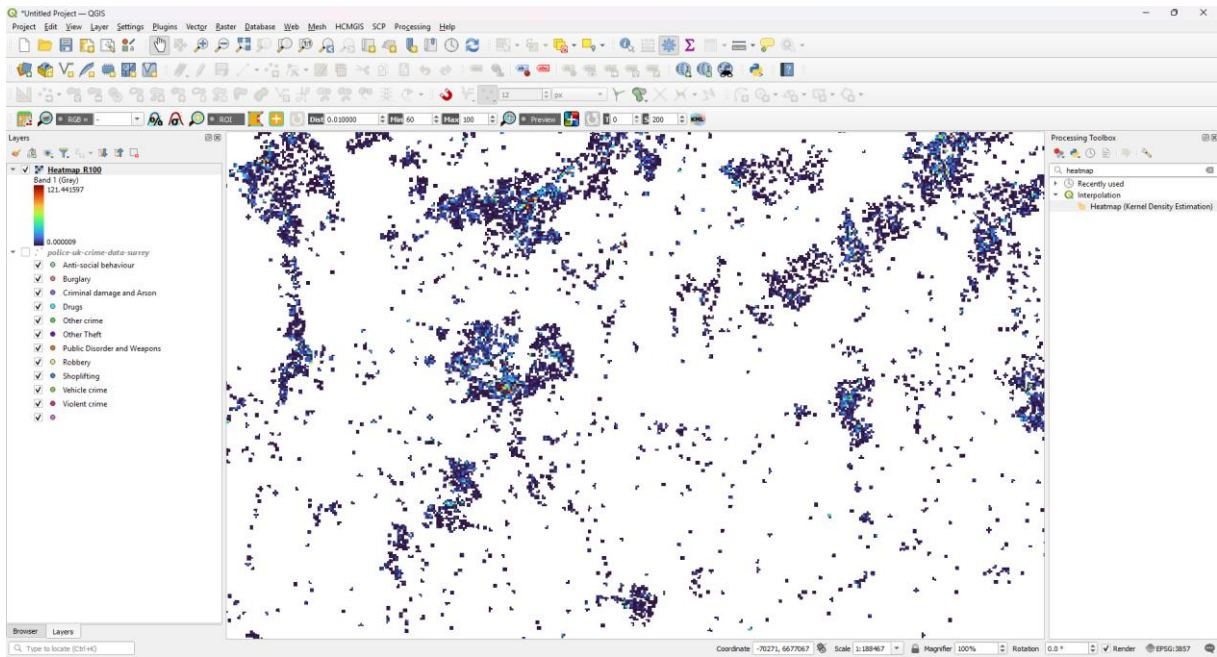 *Untitled Project — QGIS
Project Edit View Layer Settings Plugins Vector Raster Database Web Mesh HCMGIS SCP Processing Help
12 px
RGB = - ROI Dist 0.010000 Min 60 Max 100 Preview T 0 S 200 KML
Layers
Heatmap R100
Band 1 (Gray)
121.441597
0.000009
police-uk-crime-data-surrey
Anti-social behaviour
Burglary
Criminal damage and Arson
Drugs
Other crime
Other Theft
Public Disorder and Weapons
Robbery
Shoplifting
Vehicle crime
Violent crime
Processing Toolbox
heatmap
Recently used
Interpolation
Heatmap (Kernel Density Estimation)
Browser Layers
Type to locate (Ctrl+K)
Coordinate -70271, 6677067 Scale 1:188467 Magnifier 100% Rotation 0.0 ° Render EPSG:3857